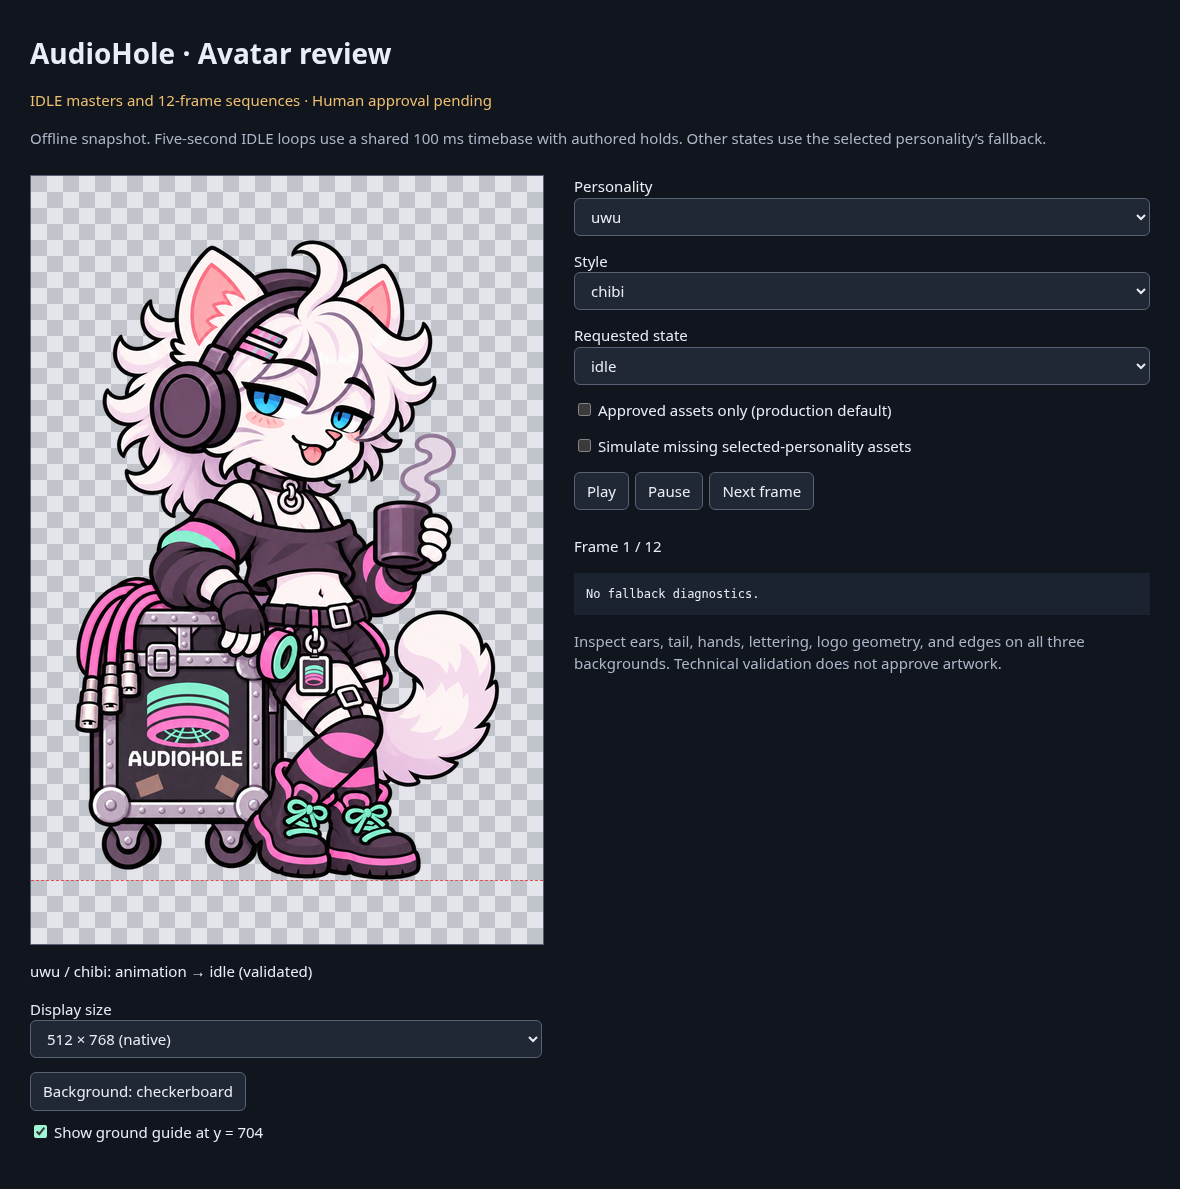 AudioHole · Avatar review
IDLE masters and 12-frame sequences · Human approval pending
Offline snapshot. Five-second IDLE loops use a shared 100 ms timebase with authored holds. Other states use the selected personality’s fallback.
AUDIOHOLE
uwu / chibi: animation → idle (validated)
Display size
512 × 768 (native)
Background: checkerboard
Show ground guide at y = 704
Personality
uwu
Style
chibi
Requested state
idle
Approved assets only (production default)
Simulate missing selected-personality assets
Play Pause Next frame
Frame 1 / 12
No fallback diagnostics.
Inspect ears, tail, hands, lettering, logo geometry, and edges on all three
backgrounds. Technical validation does not approve artwork.